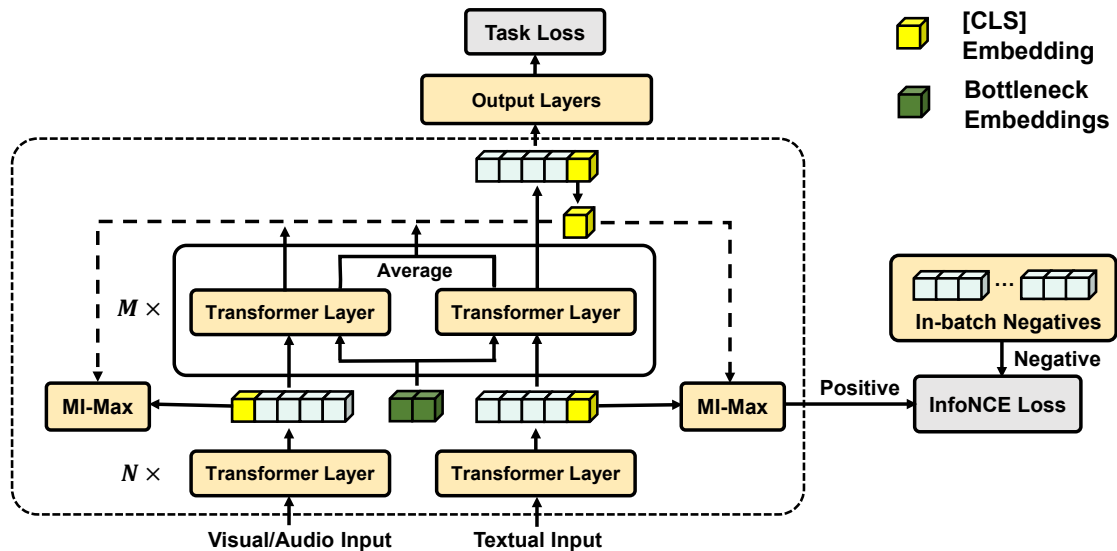 Task Loss
[CLS]
Embedding
Output Layers
Bottleneck
Embeddings
Average
M ×
Transformer Layer
Transformer Layer
In-batch Negatives
Negative
MI-Max
MI-Max
Positive
InfoNCE Loss
N ×
Transformer Layer
Transformer Layer
Visual/Audio Input
Textual Input